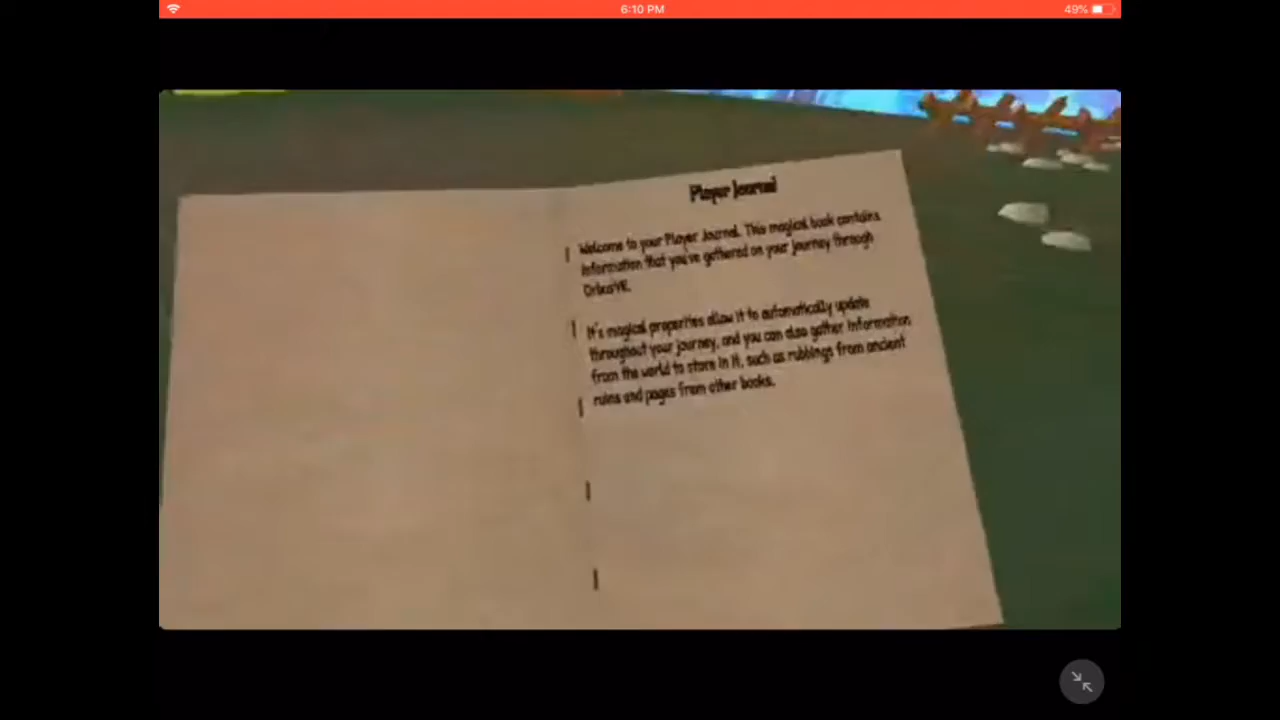 6:10 PM
49%
Player Journal
Welcome to your Player Journal. This magical book contains
information that you've gathered on your journey through
OrbusVR.
It's magical properties allow it to automatically update
throughout your journey, and you can also gather information
from the world to store in it, such as rubbings from ancient
ruins and pages from other books.